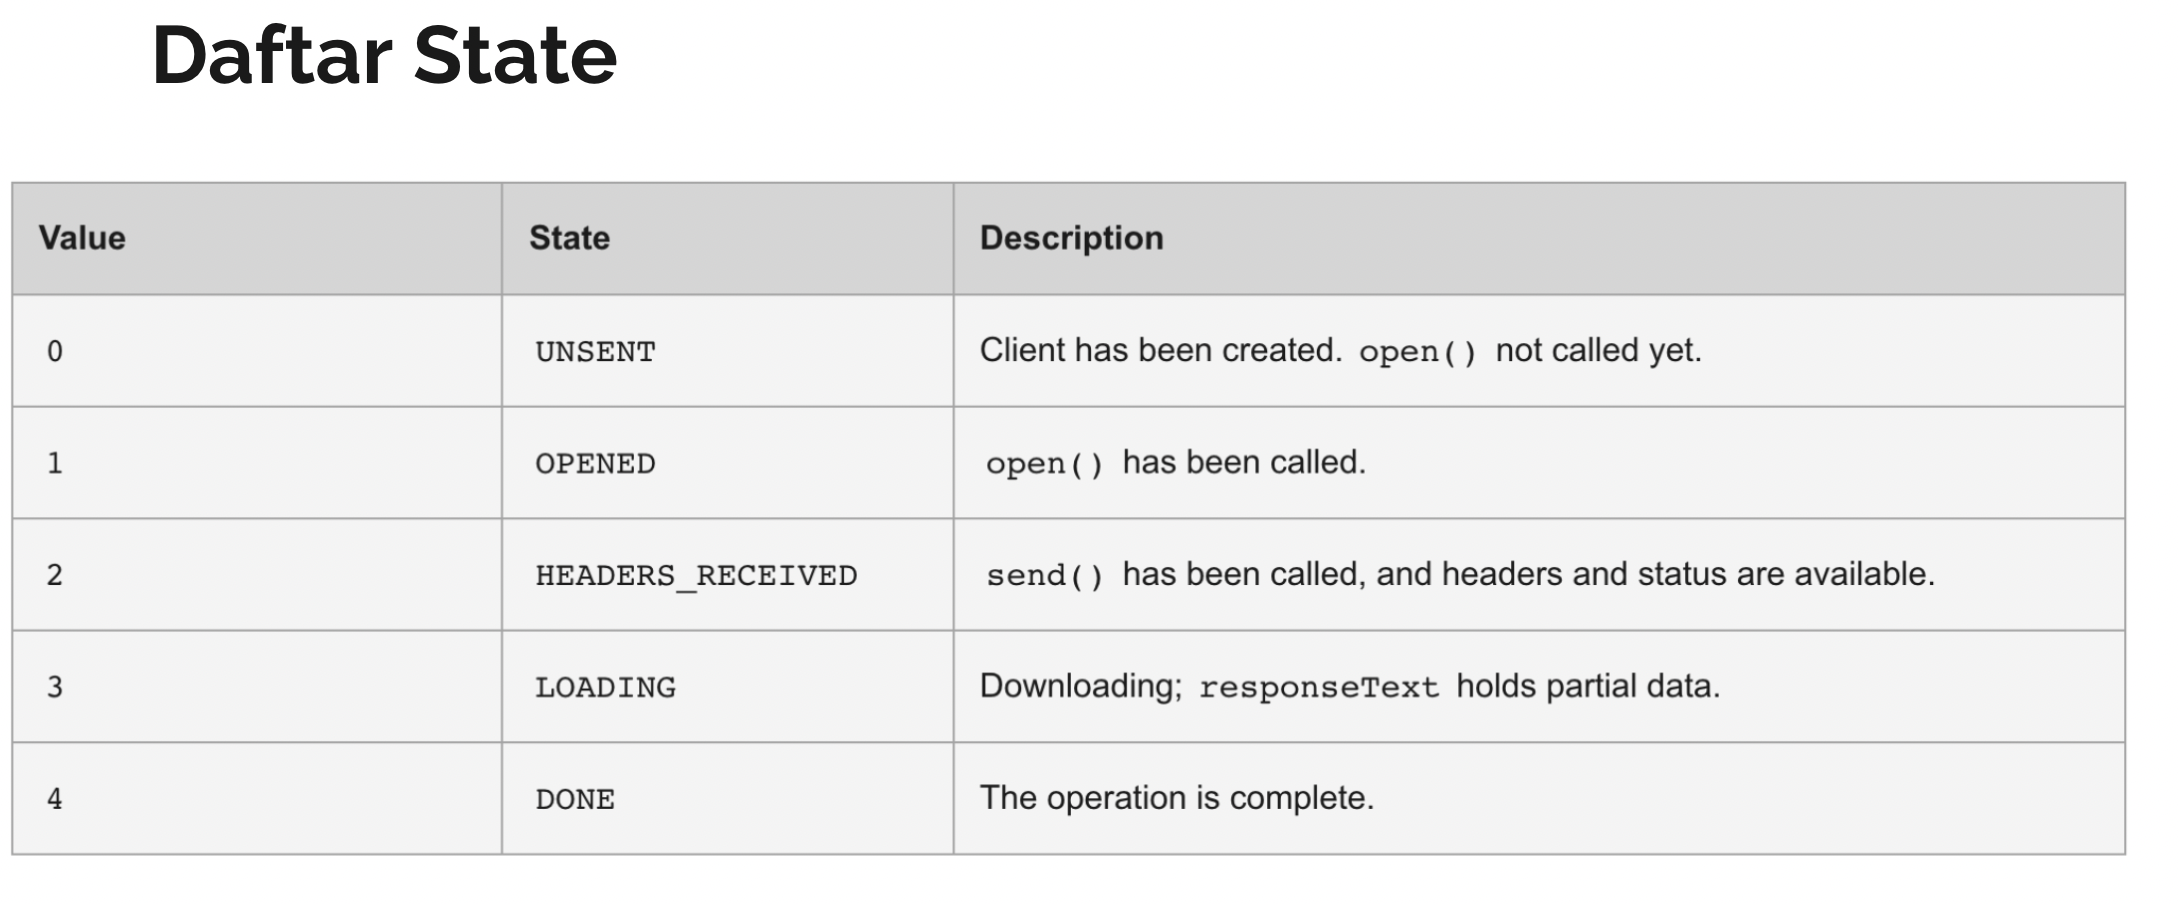 Daftar State
Value State Description
0 UNSENT Client has been created. open() not called yet.
1 OPENED open() has been called.
2 HEADERS_RECEIVED send() has been called, and headers and status are available.
3 LOADING Downloading; responseText holds partial data.
4 DONE The operation is complete.